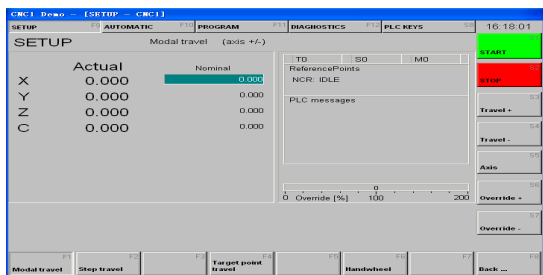 CNC1 Demo - [SETUP - CNC1]
SETUP F9 AUTOMATIC F10 PROGRAM F11 DIAGNOSTICS F12 PLC KEYS S8 16:18:01
SETUP Modal travel (axis +/-)
START
T0 S0 M0
Actual Nominal ReferencePoints
X 0.000 0.000 NCR: IDLE
STOP
Y 0.000 0.000 PLC messages
Z 0.000 0.000
S3
Travel +
C 0.000 0.000
S4
Travel -
S5
Axis
0
0 Override [%] 100 200
S6
Override +
S7
Override -
F1 Modal travel
F2 Step travel
F3
F4 Target point travel
F5
F6 Handwheel
F7
F8 Back ...